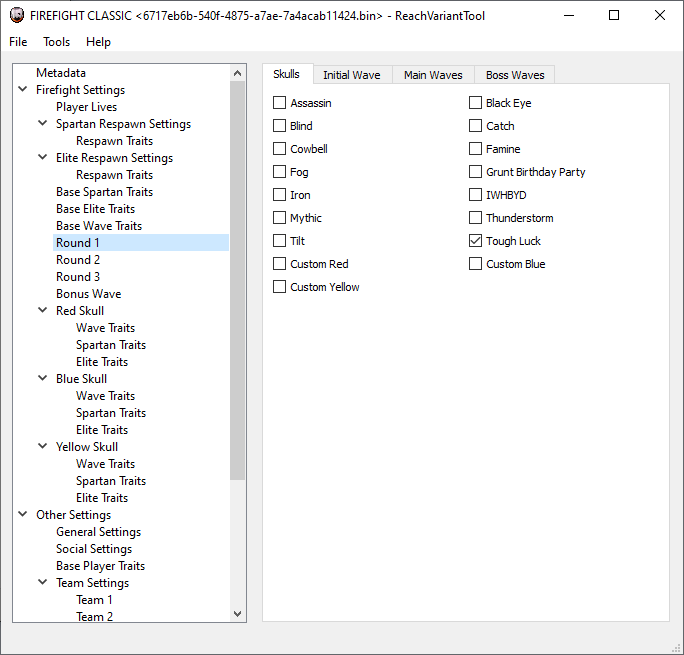 FIREFIGHT CLASSIC <6717eb6b-540f-4875-a7ae-7a4acab11424.bin> - ReachVariantTool
File Tools Help
Metadata
Firefight Settings
Player Lives
Spartan Respawn Settings
Respawn Traits
Elite Respawn Settings
Respawn Traits
Base Spartan Traits
Base Elite Traits
Base Wave Traits
Round 1
Round 2
Round 3
Bonus Wave
Red Skull
Wave Traits
Spartan Traits
Elite Traits
Blue Skull
Wave Traits
Spartan Traits
Elite Traits
Yellow Skull
Wave Traits
Spartan Traits
Elite Traits
Other Settings
General Settings
Social Settings
Base Player Traits
Team Settings
Team 1
Team 2
Skulls Initial Wave Main Waves Boss Waves
Assassin Black Eye
Blind Catch
Cowbell Famine
Fog Grunt Birthday Party
Iron IWHBYD
Mythic Thunderstorm
Tilt Tough Luck
Custom Red Custom Blue
Custom Yellow